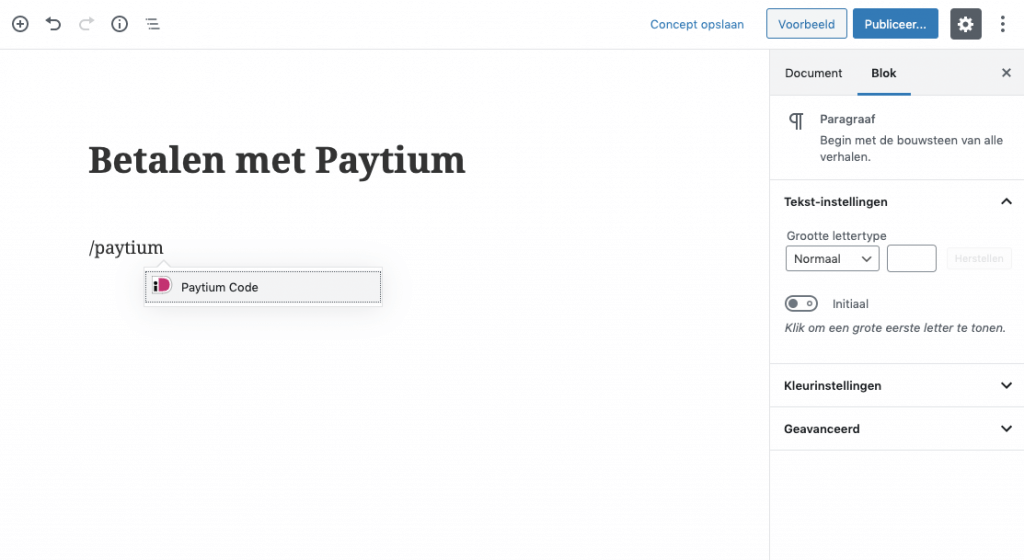 Concept opslaan
Voorbeeld
Publiceer...
Document
Blok
Paragraaf
Begin met de bouwsteen van alle
verhalen.
Betalen met Paytium
/paytium
iD
Paytium Code
Tekst-instellingen
Grootte lettertype
Normaal
Herstellen
Initiaal
Klik om een grote eerste letter te tonen.
Kleurinstellingen
Geavanceerd